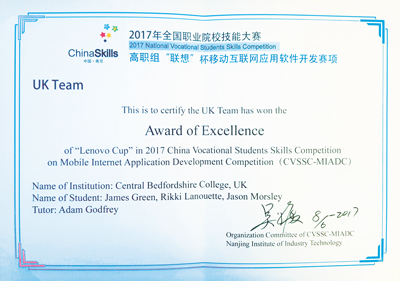 2017年全国职业院校技能大赛
2017 National Vocational Students Skills Competition
高职组“联想”杯移动互联网应用软件开发赛项
ChinaSkills
中国·南京
UK Team
This is to certify the UK Team has won the
Award of Excellence
of “Lenovo Cup” in 2017 China Vocational Students Skills Competition
on Mobile Internet Application Development Competition（CVSSC-MIADC）
Name of Institution: Central Bedfordshire College, UK
Name of Student: James Green, Rikki Lanouette, Jason Morsley
Tutor: Adam Godfrey
8/6-2017
Organization Committee of CVSSC-MIADC
Nanjing Institute of Industry Technology